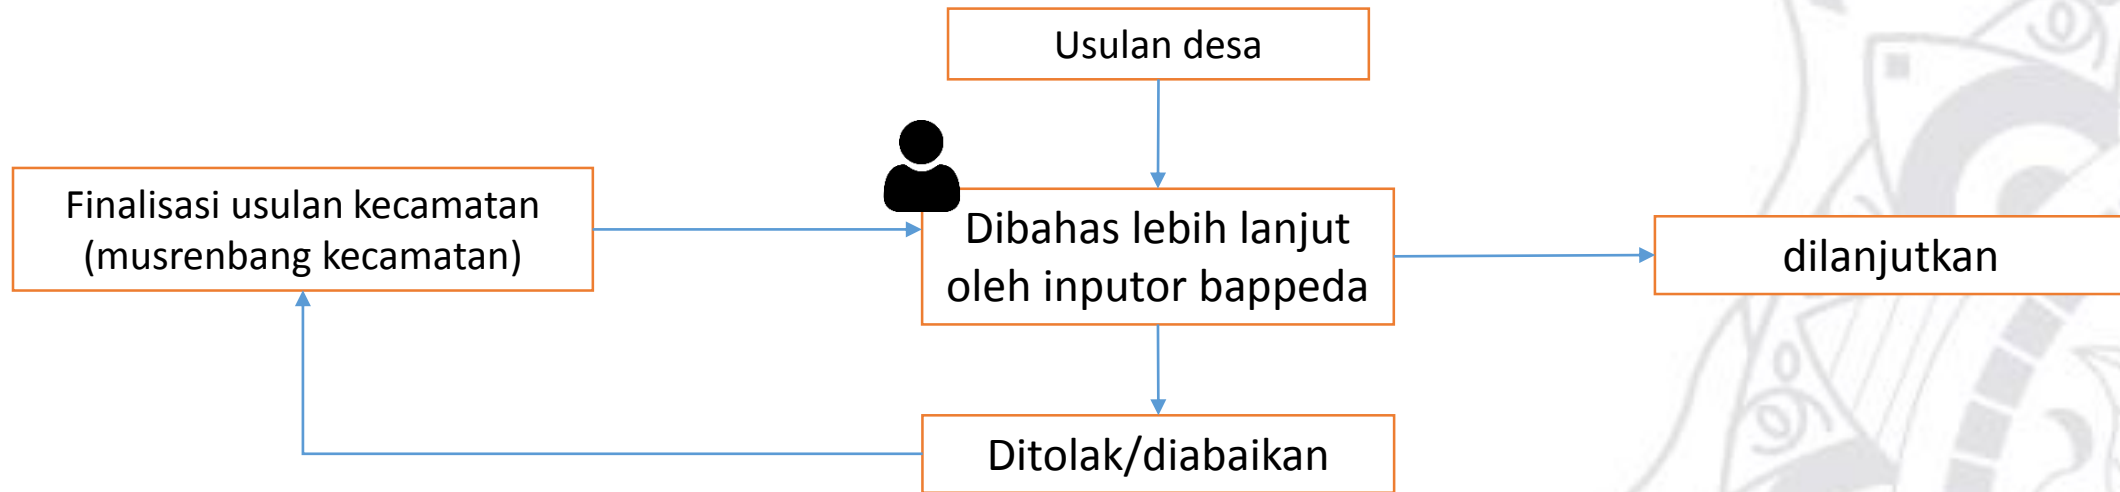 Usulan desa
Finalisasi usulan kecamatan
(musrenbang kecamatan)
Dibahas lebih lanjut
oleh inputor bappeda
dilanjutkan
Ditolak/diabaikan